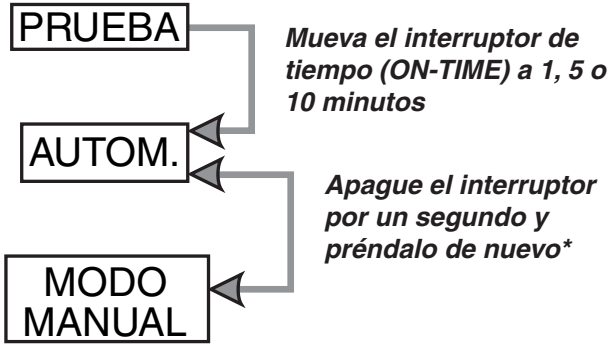 PRUEBA
Mueva el interruptor de
tiempo (ON-TIME) a 1, 5 o
10 minutos
AUTOM.
Apague el interruptor
por un segundo y
préndalo de nuevo*
MODO
MANUAL